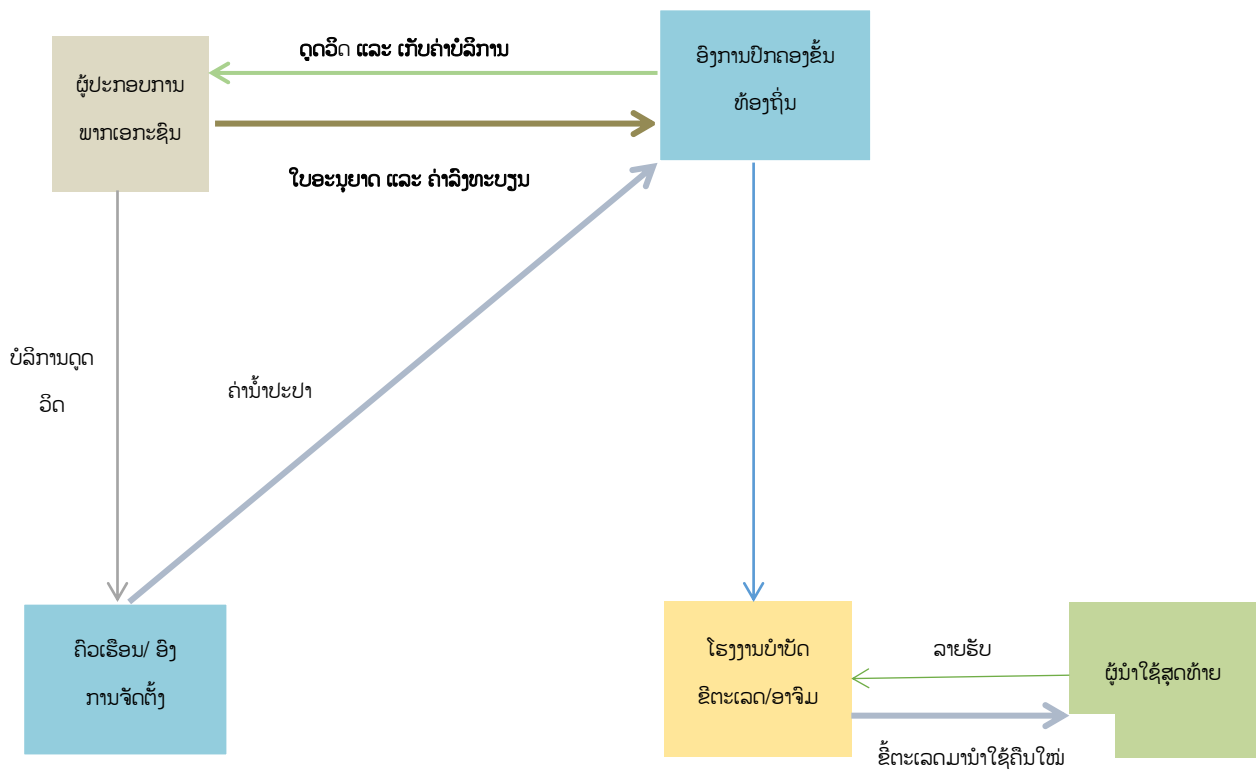 ດູດວິດ ແລະ ເກັບຄ່າບໍລິການ
ຜູ້ປະກອບການ
ພາກເອກະຊົນ
ອົງການປົກຄອງຂັ້ນ
ທ້ອງຖິ່ນ
ໃບອະນຸຍາດ ແລະ ຄ່າລົງທະບຽນ
ບໍລິການດູດ
ວິດ
ຄ່ານໍ້າປະປາ
ຄົວເຮືອນ/ ອົງ
ການຈັດຕັ້ງ
ໂຮງງານບໍາບັດ
ຂີຕະເລດ/ອາຈົມ
ລາຍຮັບ
ຜູ້ນໍາໃຊ້ສຸດທ້າຍ
ຂີ້ຕະເລດມານໍາໃຊ້ຄືນໃໝ່